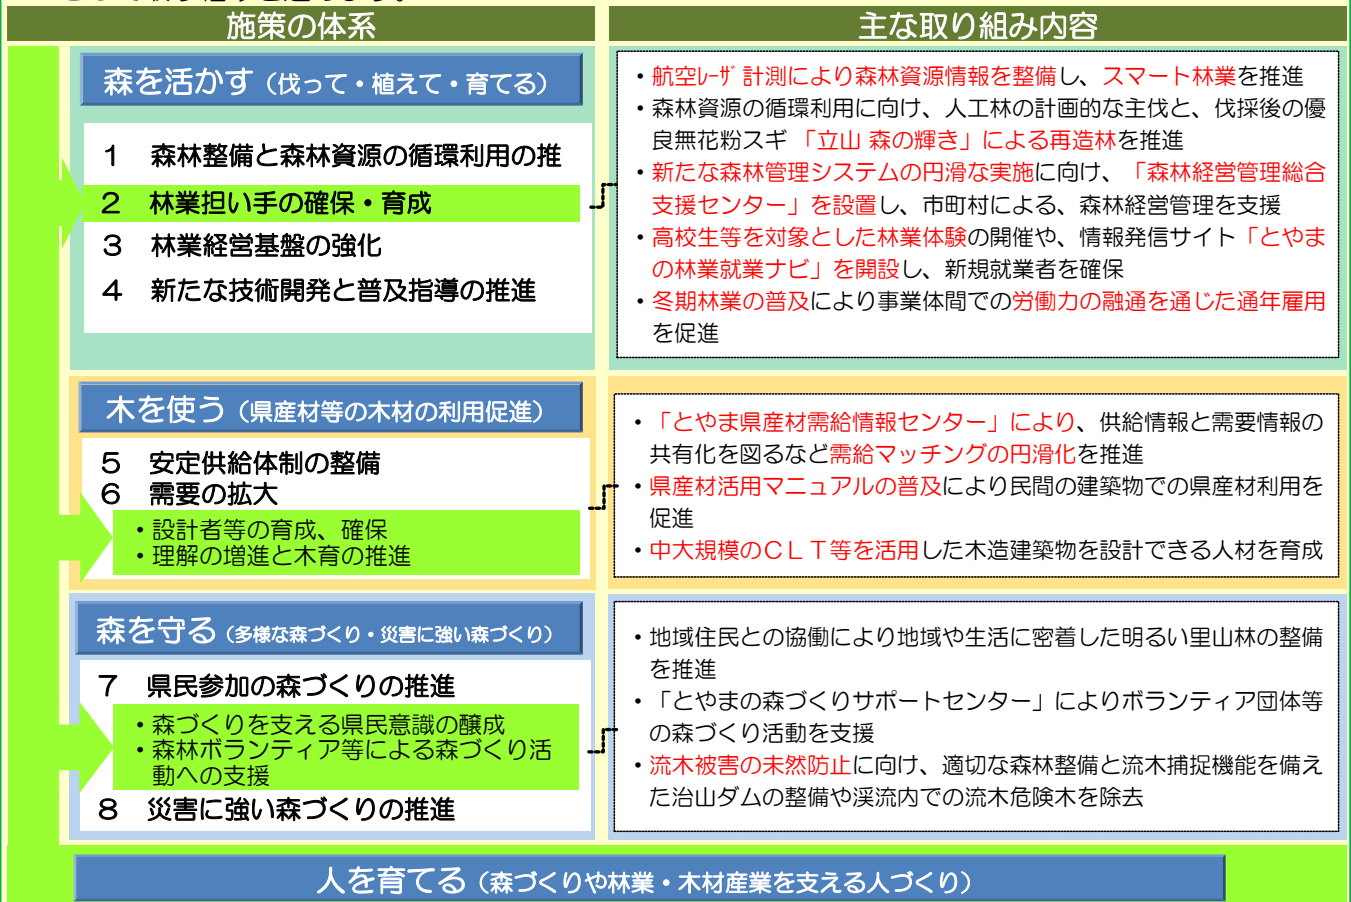 施策の体系
主な取り組み内容
森を活かす（伐って・植えて・育てる）
１　森林整備と森林資源の循環利用の推
２　林業担い手の確保・育成
３　林業経営基盤の強化
４　新たな技術開発と普及指導の推進
・航空ﾚｰｻﾞ計測により森林資源情報を整備し、スマート林業を推進
・森林資源の循環利用に向け、人工林の計画的な主伐と、伐採後の優
良無花粉スギ 「立山 森の輝き」による再造林を推進
・新たな森林管理システムの円滑な実施に向け、「森林経営管理総合
支援センター」を設置し、市町村による、森林経営管理を支援
・高校生等を対象とした林業体験の開催や、情報発信サイト「とやま
の林業就業ナビ」を開設し、新規就業者を確保
・冬期林業の普及により事業体間での労働力の融通を通じた通年雇用
を促進
木を使う（県産材等の木材の利用促進）
５　安定供給体制の整備
６　需要の拡大
・設計者等の育成、確保
・理解の増進と木育の推進
・「とやま県産材需給情報センター」により、供給情報と需要情報の
共有化を図るなど需給マッチングの円滑化を推進
・県産材活用マニュアルの普及により民間の建築物での県産材利用を
促進
・中大規模のＣＬＴ等を活用した木造建築物を設計できる人材を育成
森を守る（多様な森づくり・災害に強い森づくり）
７　県民参加の森づくりの推進
・森づくりを支える県民意識の醸成
・森林ボランティア等による森づくり活
動への支援
８　災害に強い森づくりの推進
・地域住民との協働により地域や生活に密着した明るい里山林の整備
を推進
・「とやまの森づくりサポートセンター」によりボランティア団体等
の森づくり活動を支援
・流木被害の未然防止に向け、適切な森林整備と流木捕捉機能を備え
た治山ダムの整備や渓流内での流木危険木を除去
人を育てる（森づくりや林業・木材産業を支える人づくり）